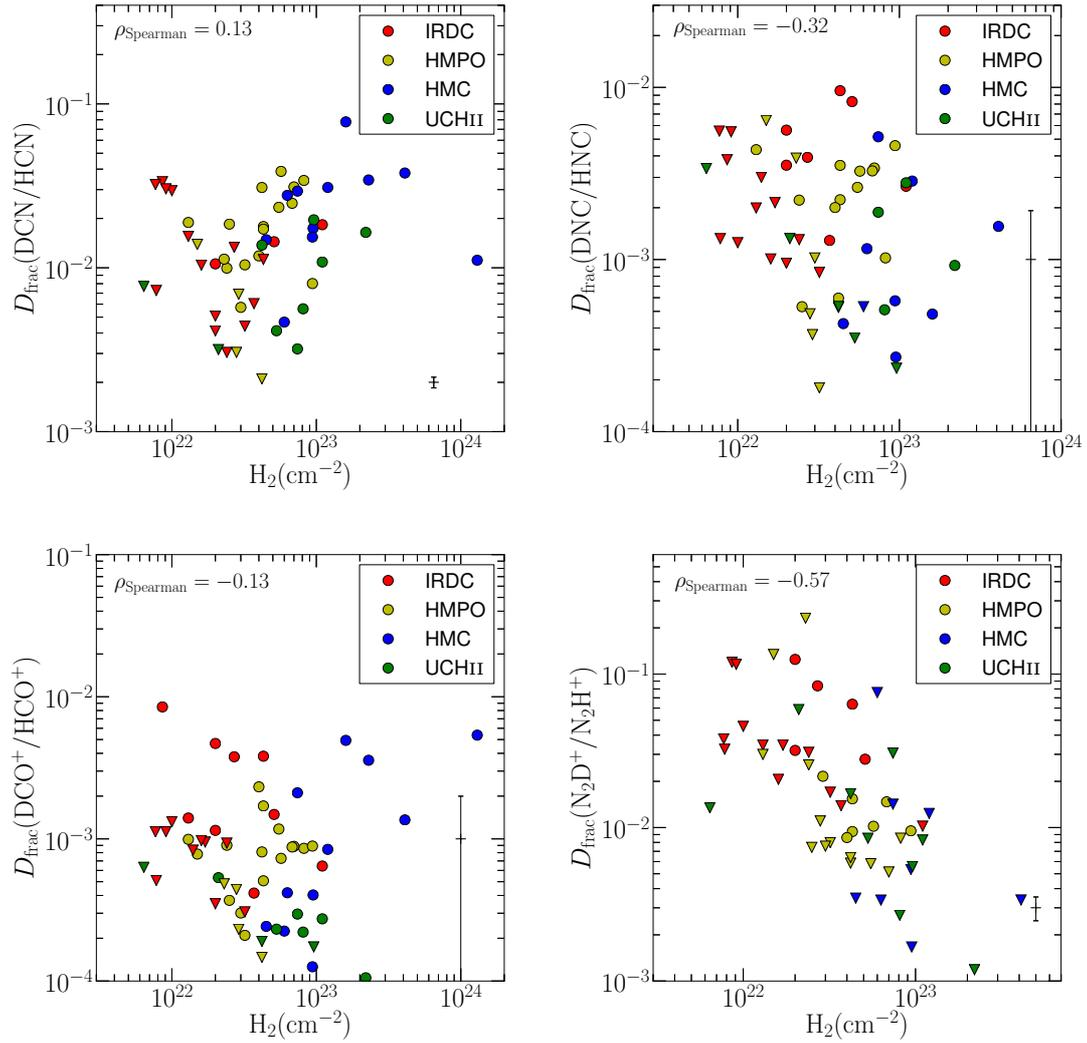 ρSpearman = 0.13
IRDC
HMPO
HMC
UCHII
10⁻¹
10⁻²
10⁻³
Dfrac(DCN/HCN)
10²² 10²³ 10²⁴
H₂(cm⁻²)
ρSpearman = −0.32
IRDC
HMPO
HMC
UCHII
10⁻²
10⁻³
10⁻⁴
Dfrac(DNC/HNC)
10²² 10²³ 10²⁴
H₂(cm⁻²)
ρSpearman = −0.13
IRDC
HMPO
HMC
UCHII
10⁻¹
10⁻²
10⁻³
10⁻⁴
Dfrac(DCO⁺/HCO⁺)
10²² 10²³ 10²⁴
H₂(cm⁻²)
ρSpearman = −0.57
IRDC
HMPO
HMC
UCHII
10⁻¹
10⁻²
10⁻³
Dfrac(N₂D⁺/N₂H⁺)
10²² 10²³
H₂(cm⁻²)